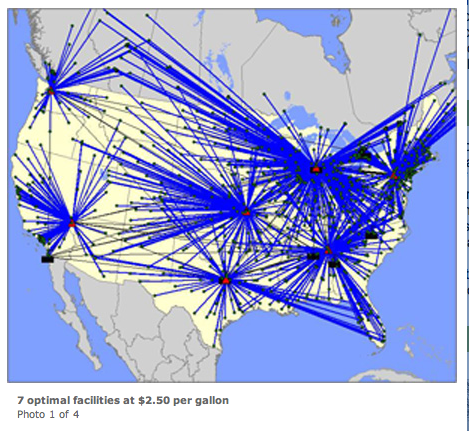 7 optimal facilities at $2.50 per gallon
Photo 1 of 4